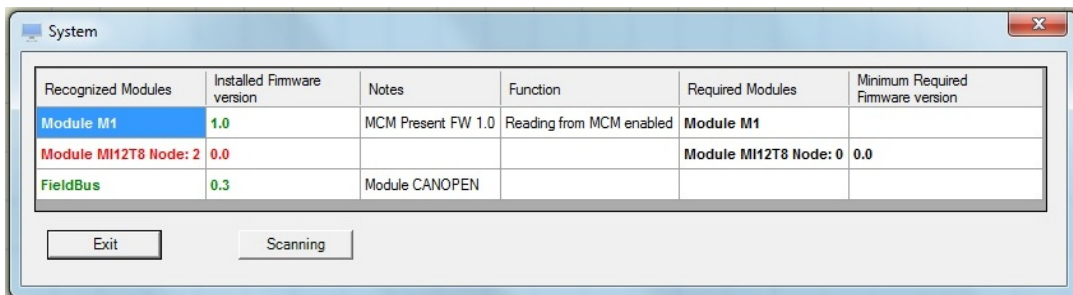 System
Recognized Modules Installed Firmware version Notes Function Required Modules Minimum Required Firmware version
Module M1 1.0 MCM Present FW 1.0 Reading from MCM enabled Module M1
Module MI12T8 Node: 2 0.0 Module MI12T8 Node: 0 0.0
FieldBus 0.3 Module CANOPEN
Exit Scanning